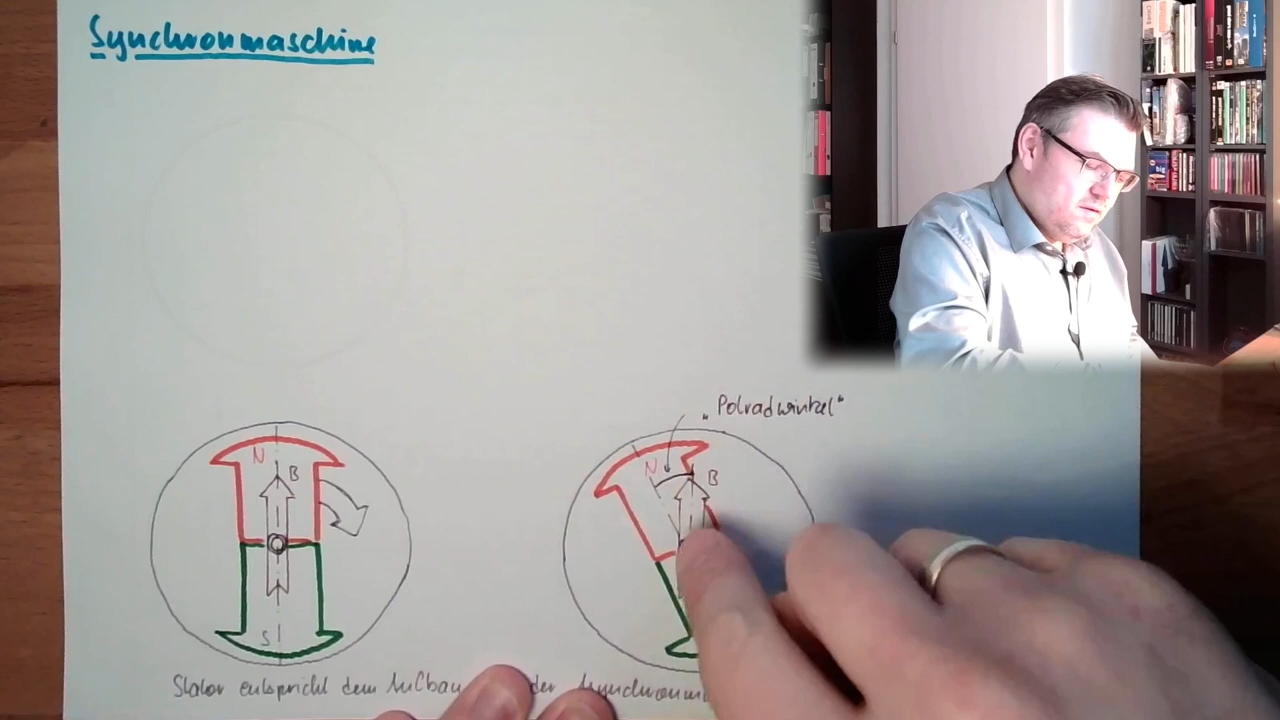 Synchronmaschine
„Polradwinkel“
N
B
S
N
B
Stator entspricht dem Aufbau der